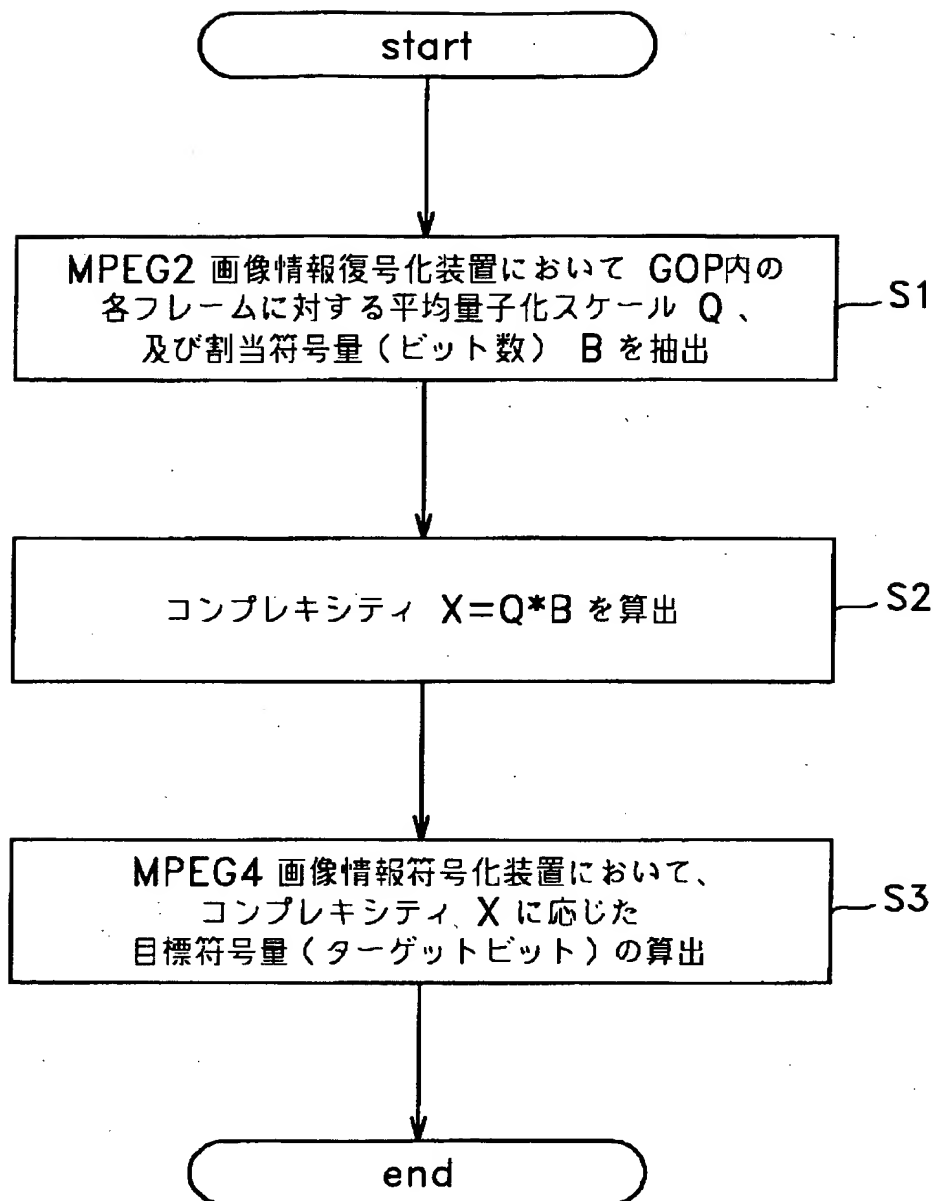 start
MPEG2 画像情報復号化装置において GOP内の
各フレームに対する平均量子化スケール Q 、
及び割当符号量(ビット数) B を抽出
S1
コンプレキシティ X=Q*B を算出
S2
MPEG4 画像情報符号化装置において、
コンプレキシティ X に応じた
目標符号量(ターゲットビット)の算出
S3
end